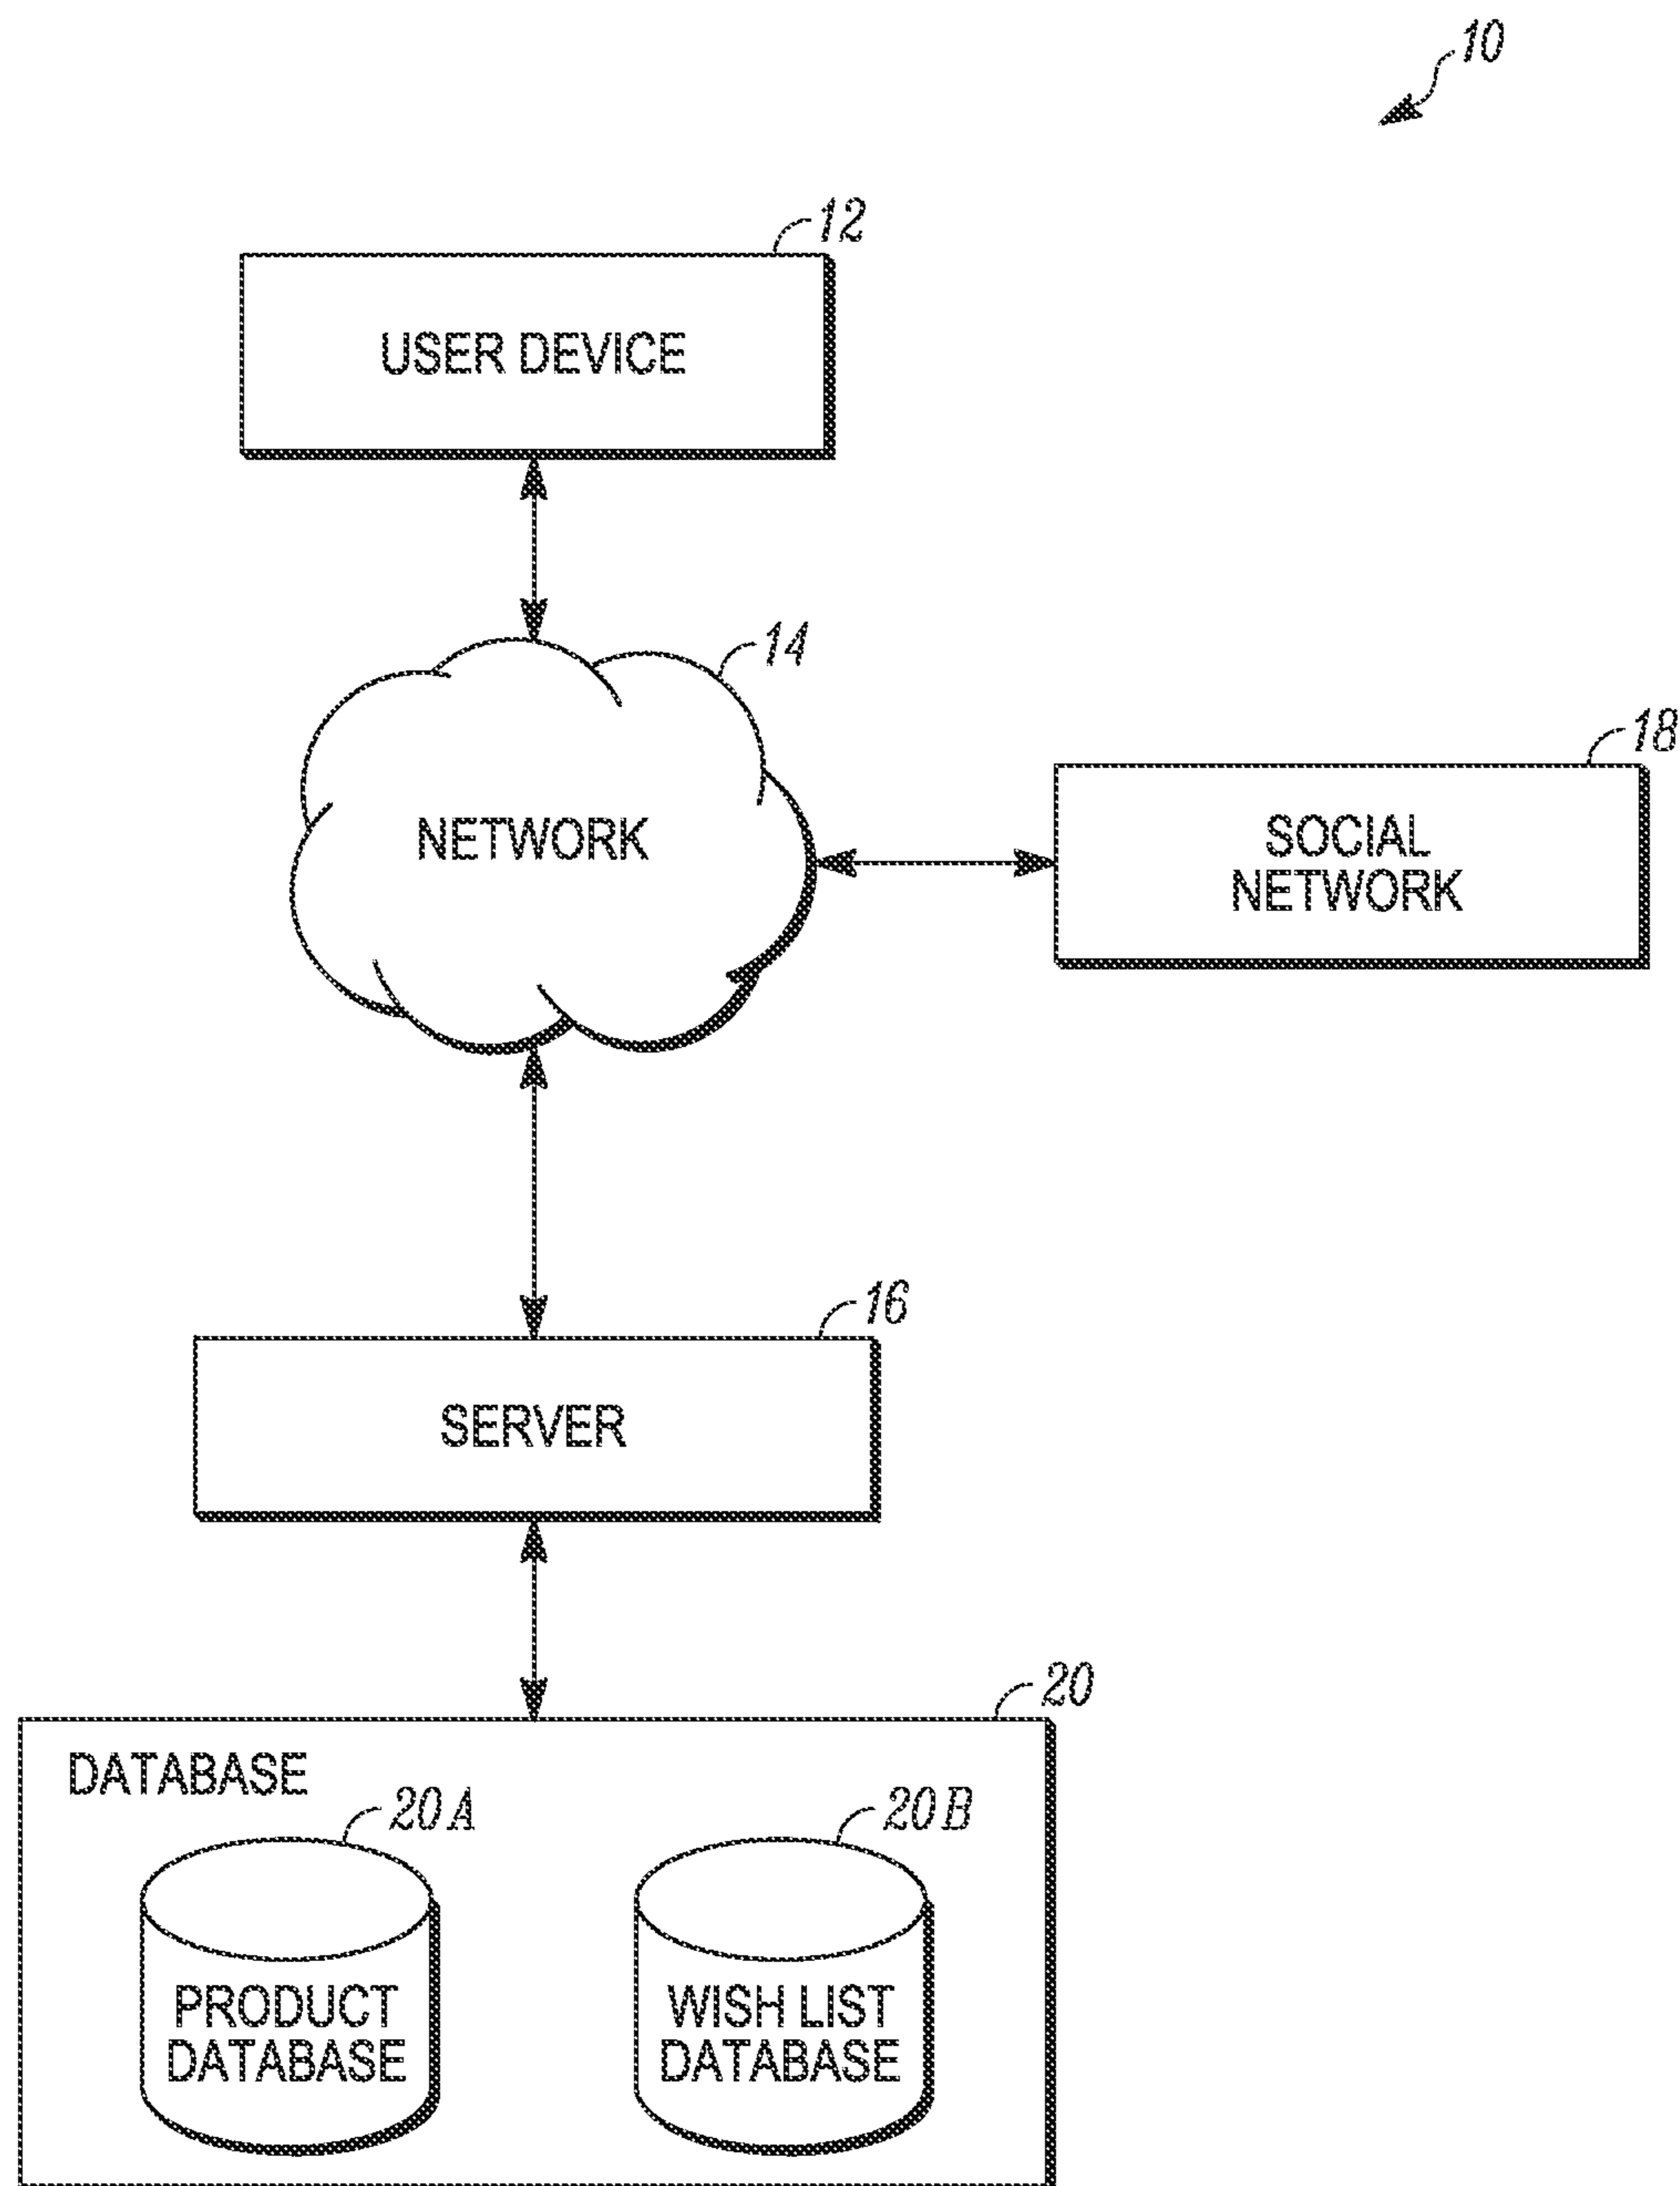 10
12
USER DEVICE
14
NETWORK
18
SOCIAL
NETWORK
16
SERVER
20
DATABASE
20A
20B
PRODUCT
DATABASE
WISH LIST
DATABASE